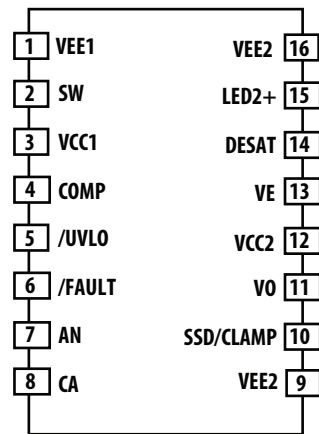 1 VEE1 VEE2 16
2 SW LED2+ 15
3 VCC1 DESAT 14
4 COMP VE 13
5 /UVLO VCC2 12
6 /FAULT VO 11
7 AN SSD/CLAMP 10
8 CA VEE2 9